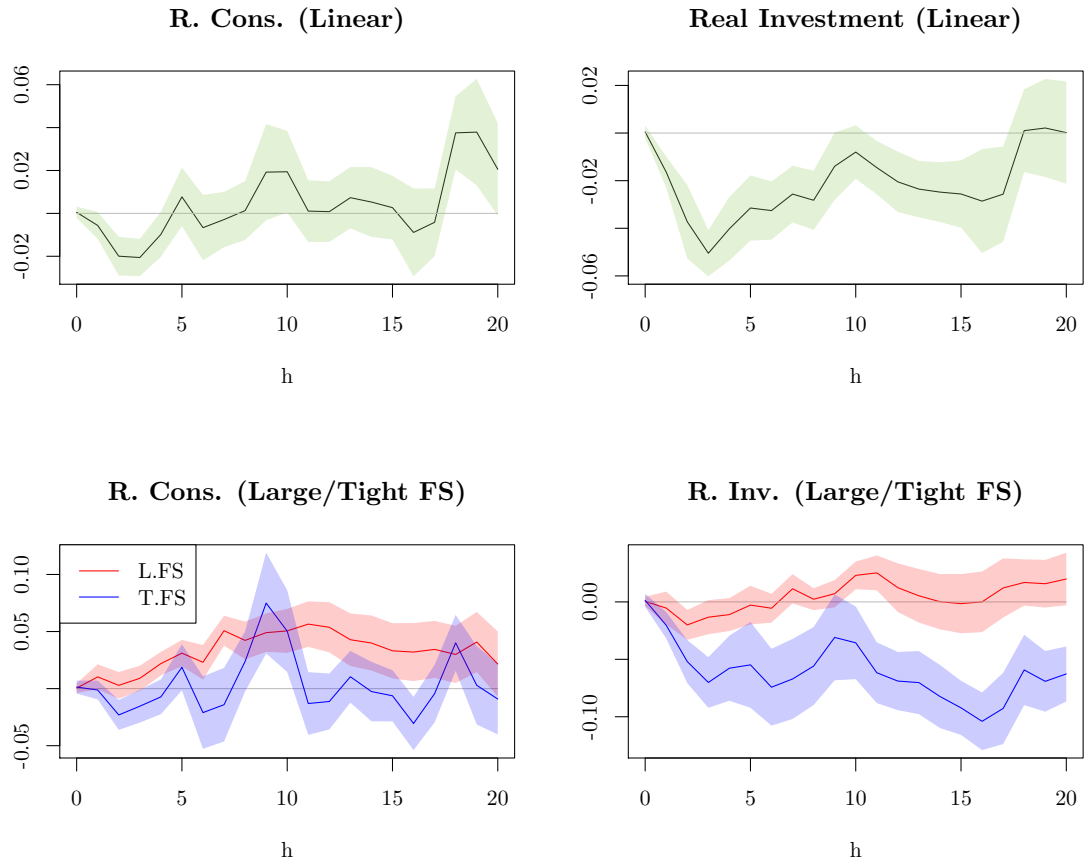 R. Cons. (Linear)
0.06
0.02
-0.02
0 5 10 15 20
h
Real Investment (Linear)
0.02
-0.02
-0.06
0 5 10 15 20
h
R. Cons. (Large/Tight FS)
L.FS
T.FS
0.10
0.05
0.00
-0.05
0 5 10 15 20
h
R. Inv. (Large/Tight FS)
0.00
-0.10
0 5 10 15 20
h